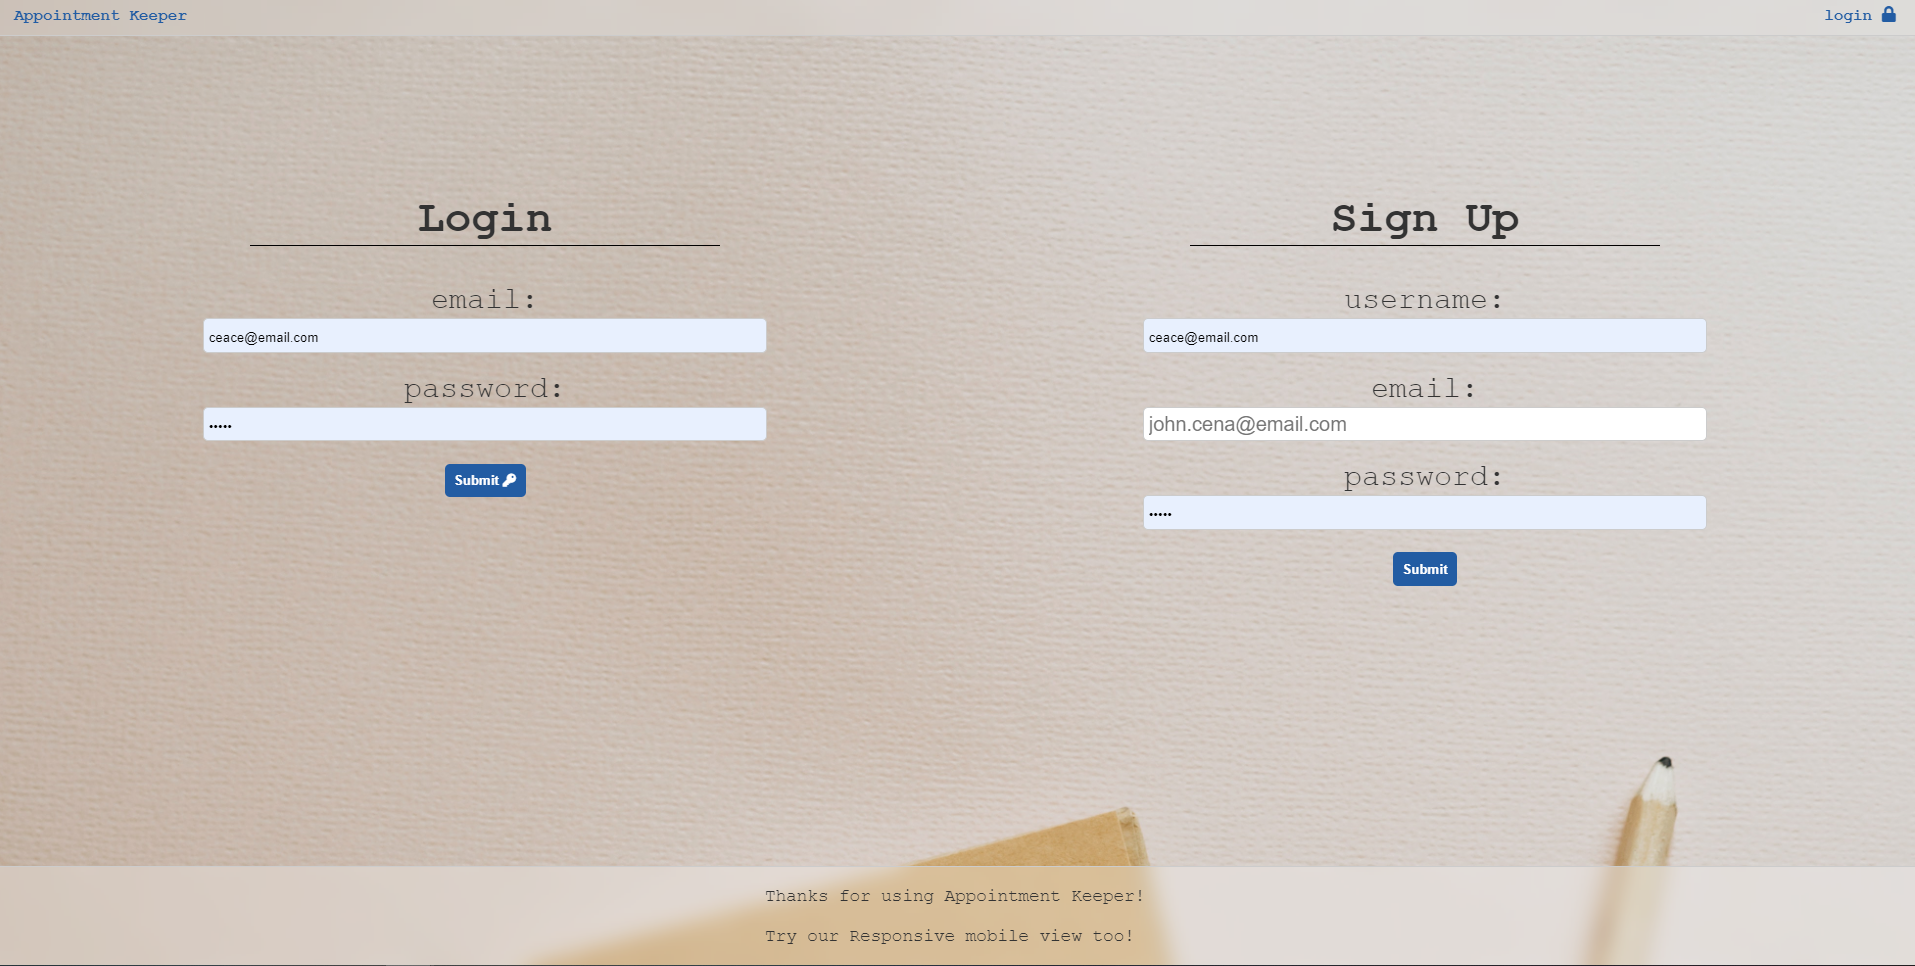 Appointment Keeper
login
Login
email:
ceace@email.com
password:
•••••
Submit
Sign Up
username:
ceace@email.com
email:
john.cena@email.com
password:
•••••
Submit
Thanks for using Appointment Keeper!
Try our Responsive mobile view too!